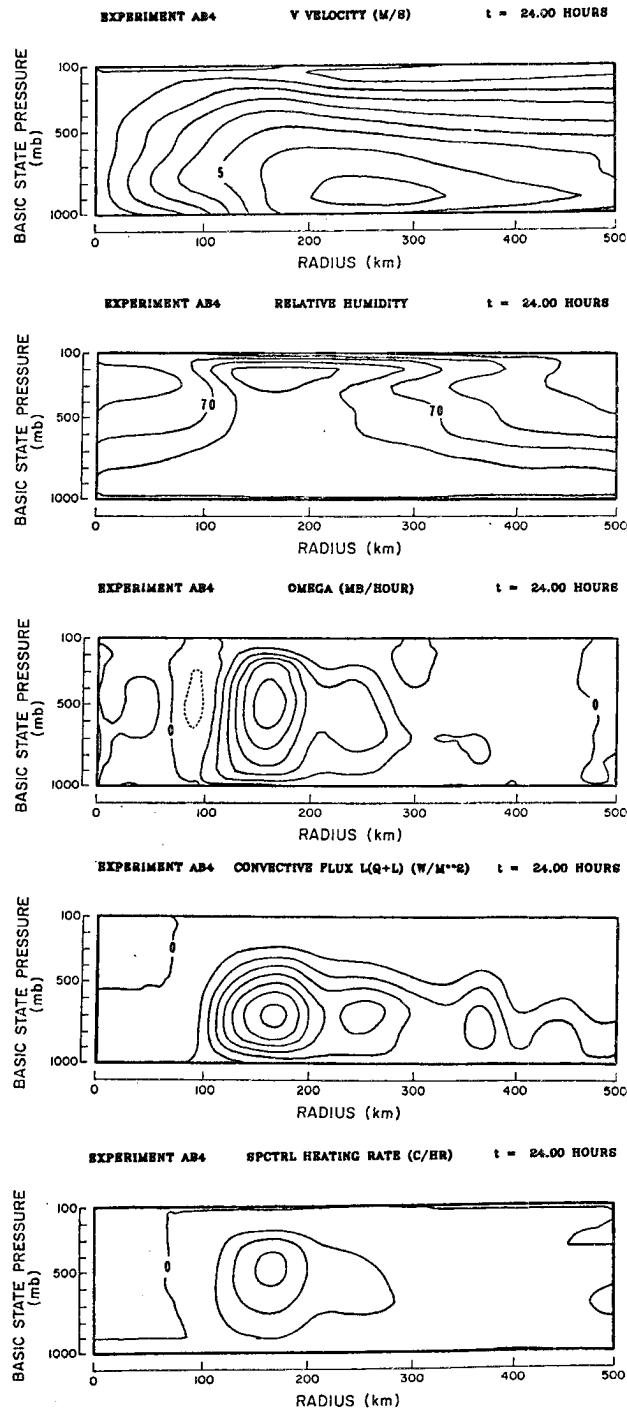 EXPERIMENT AB4 V VELOCITY (M/S) t = 24.00 HOURS
BASIC STATE PRESSURE (mb)
100
500
1000
5
0 100 200 300 400 500
RADIUS (km)
EXPERIMENT AB4 RELATIVE HUMIDITY t = 24.00 HOURS
BASIC STATE PRESSURE (mb)
100
500
1000
70 70
0 100 200 300 400 500
RADIUS (km)
EXPERIMENT AB4 OMEGA (MB/HOUR) t = 24.00 HOURS
BASIC STATE PRESSURE (mb)
100
500
1000
0 0
0 100 200 300 400 500
RADIUS (km)
EXPERIMENT AB4 CONVECTIVE FLUX L(Q+L) (W/M**2) t = 24.00 HOURS
BASIC STATE PRESSURE (mb)
100
500
1000
0
0 100 200 300 400 500
RADIUS (km)
EXPERIMENT AB4 SPCTRL HEATING RATE (C/HR) t = 24.00 HOURS
BASIC STATE PRESSURE (mb)
100
500
1000
0
0 100 200 300 400 500
RADIUS (km)